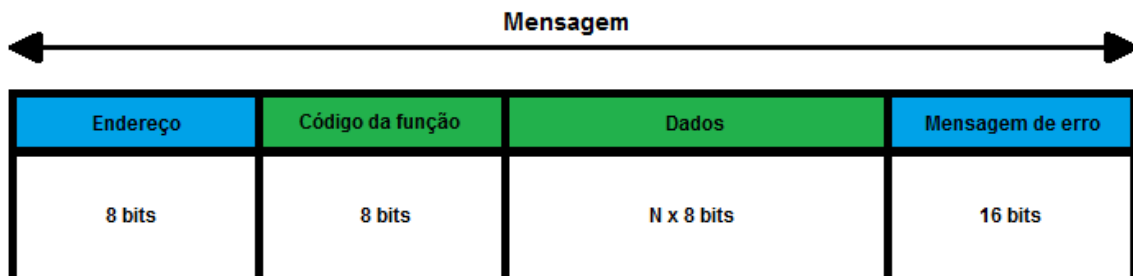 Mensagem
Endereço Código da função Dados Mensagem de erro
8 bits 8 bits N x 8 bits 16 bits